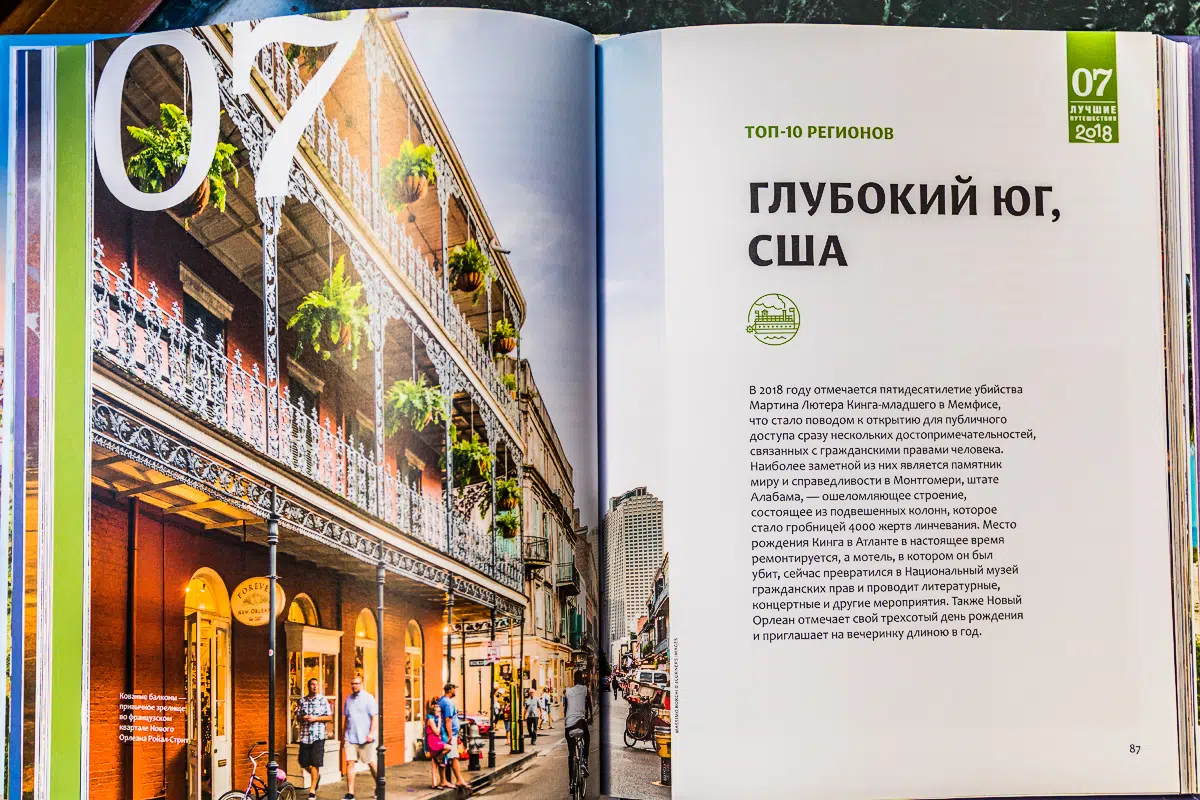 07
FOREVER
NEW ORLEANS
Кованые балконы —
привычное зрелище
во французском
квартале Нового
Орлеана Ройал-Стрит
07
ЛУЧШИЕ
ПУТЕШЕСТВИЯ
2018
ТОП-10 РЕГИОНОВ
ГЛУБОКИЙ ЮГ,
США
В 2018 году отмечается пятидесятилетие убийства
Мартина Лютера Кинга-младшего в Мемфисе,
что стало поводом к открытию для публичного
доступа сразу нескольких достопримечательностей,
связанных с гражданскими правами человека.
Наиболее заметной из них является памятник
миру и справедливости в Монтгомери, штате
Алабама, — ошеломляющее строение,
состоящее из подвешенных колонн, которое
стало гробницей 4000 жертв линчевания. Место
рождения Кинга в Атланте в настоящее время
ремонтируется, а мотель, в котором он был
убит, сейчас превратился в Национальный музей
гражданских прав и проводит литературные,
концертные и другие мероприятия. Также Новый
Орлеан отмечает свой трехсотый день рождения
и приглашает на вечеринку длиною в год.
87